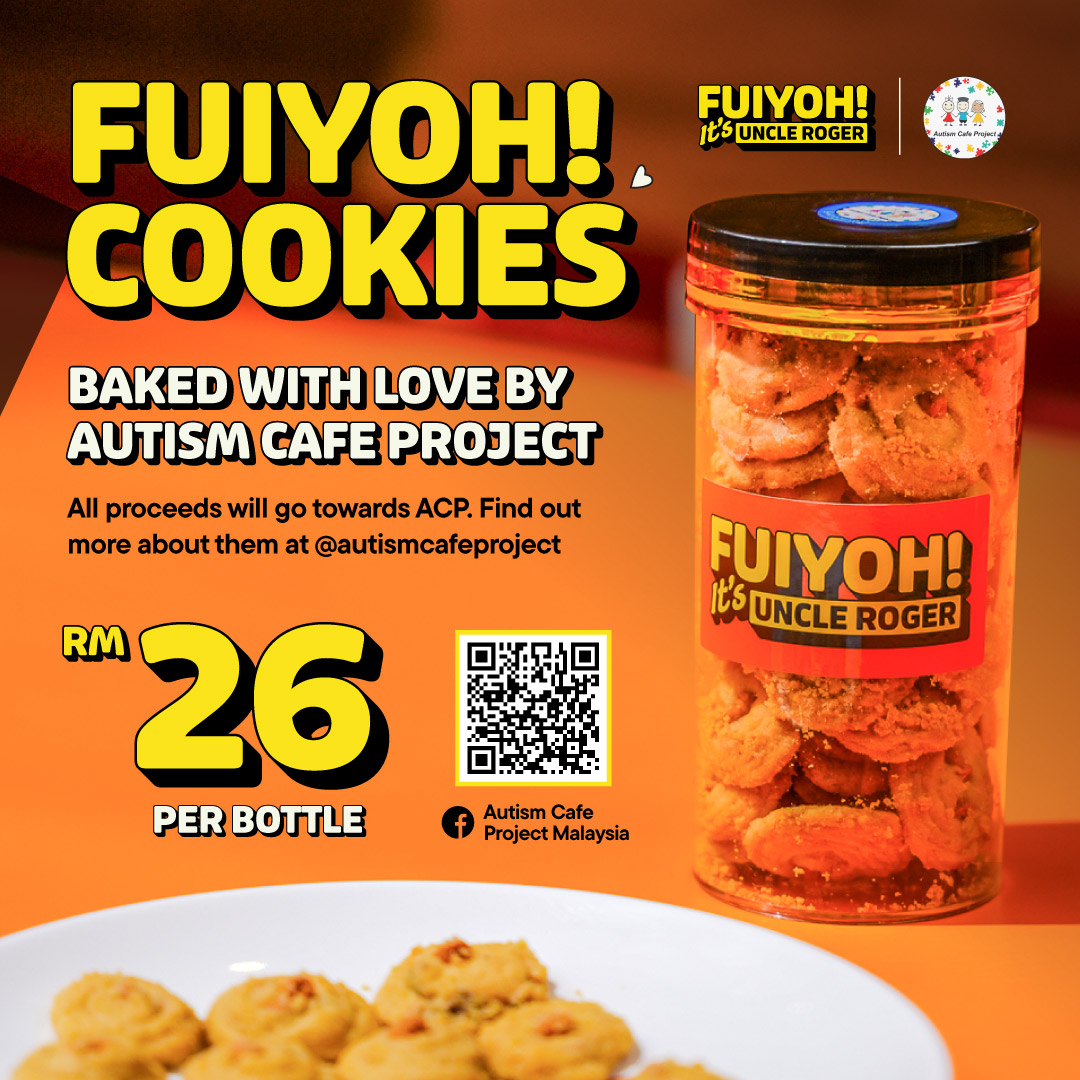 FUIYOH!
COOKIES
FUIYOH!
It's UNCLE ROGER
Autism Cafe Project
BAKED WITH LOVE BY
AUTISM CAFE PROJECT
All proceeds will go towards ACP. Find out
more about them at @autismcafeproject
RM 26
PER BOTTLE
Autism Cafe
Project Malaysia
FUIYOH!
It's UNCLE ROGER